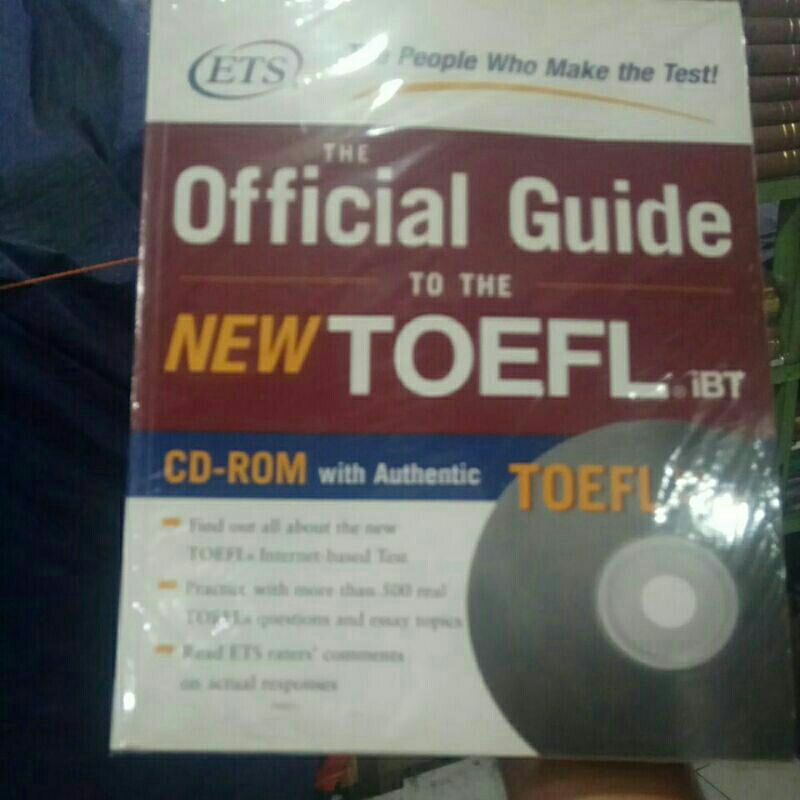 ETS
The People Who Make the Test!
THE
Official Guide
TO THE
NEW TOEFL® iBT
CD-ROM with Authentic TOEFL
Find out all about the new
TOEFL® Internet-based Test
Practice with more than 500 real
TOEFL® questions and essay topics
Read ETS raters' comments
on actual responses